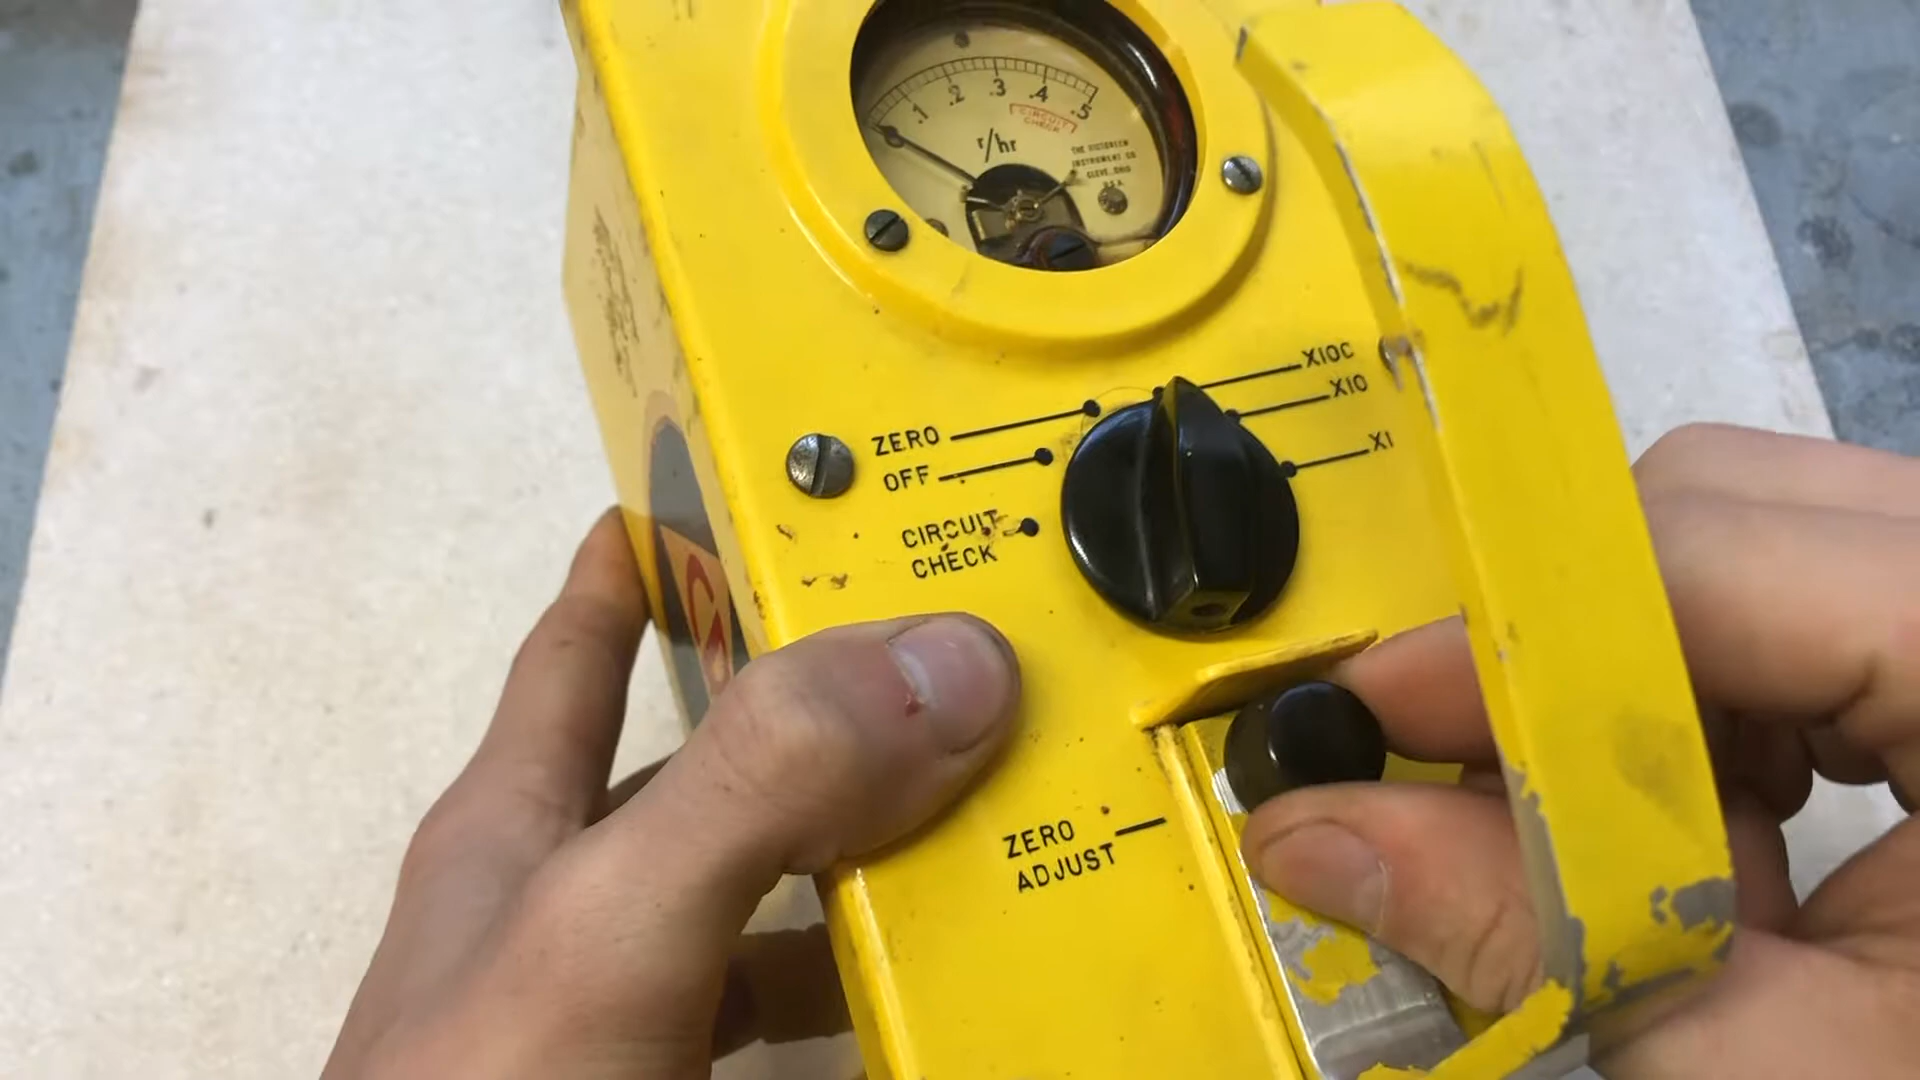 .1 .2 .3 .4 .5
CIRCUIT
CHECK
r/hr
THE VICTOREEN
INSTRUMENT CO
CLEVE., OHIO
U.S.A.
X100
X10
X1
ZERO
OFF
CIRCUIT
CHECK
ZERO
ADJUST